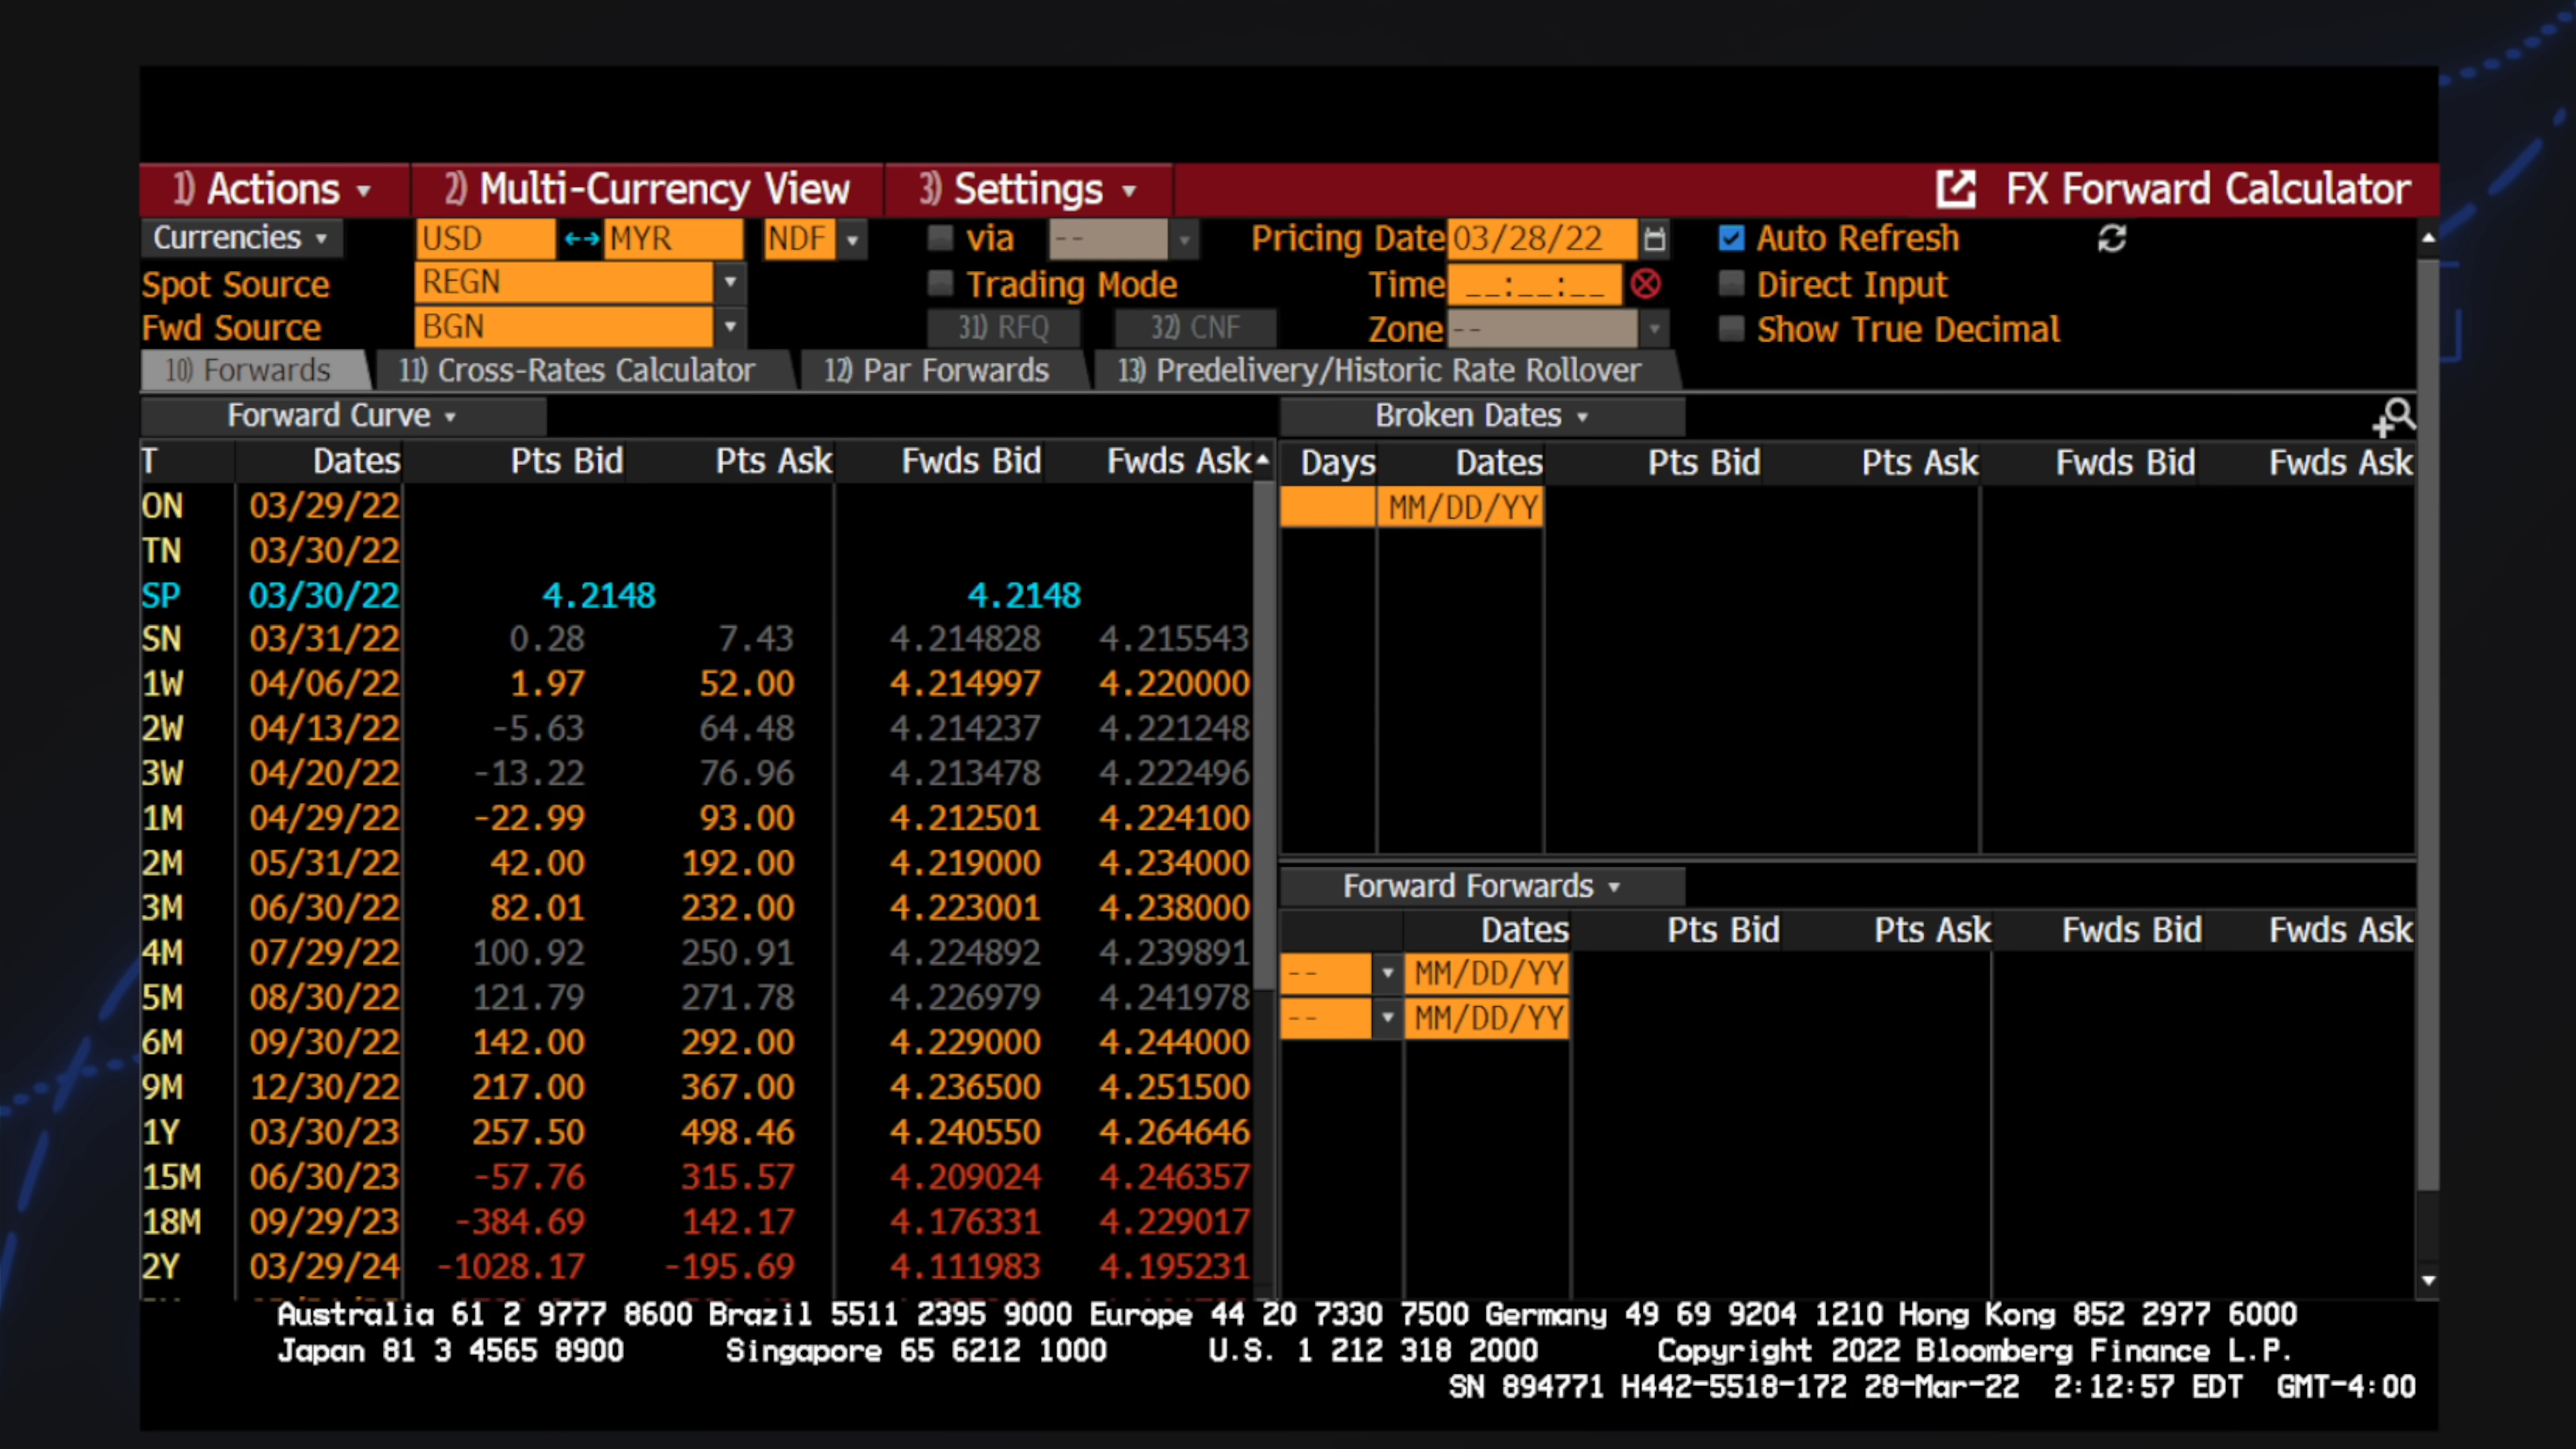 1) Actions 2) Multi-Currency View 3) Settings FX Forward Calculator
Currencies USD MYR NDF via -- Pricing Date 03/28/22 Auto Refresh
Spot Source REGN Trading Mode Time __:__:__ Direct Input
Fwd Source BGN 31) RFQ 32) CNF Zone -- Show True Decimal
10) Forwards 11) Cross-Rates Calculator 12) Par Forwards 13) Predelivery/Historic Rate Rollover
Forward Curve
T Dates Pts Bid Pts Ask Fwds Bid Fwds Ask
ON 03/29/22
TN 03/30/22
SP 03/30/22 4.2148 4.2148
SN 03/31/22 0.28 7.43 4.214828 4.215543
1W 04/06/22 1.97 52.00 4.214997 4.220000
2W 04/13/22 -5.63 64.48 4.214237 4.221248
3W 04/20/22 -13.22 76.96 4.213478 4.222496
1M 04/29/22 -22.99 93.00 4.212501 4.224100
2M 05/31/22 42.00 192.00 4.219000 4.234000
3M 06/30/22 82.01 232.00 4.223001 4.238000
4M 07/29/22 100.92 250.91 4.224892 4.239891
5M 08/30/22 121.79 271.78 4.226979 4.241978
6M 09/30/22 142.00 292.00 4.229000 4.244000
9M 12/30/22 217.00 367.00 4.236500 4.251500
1Y 03/30/23 257.50 498.46 4.240550 4.264646
15M 06/30/23 -57.76 315.57 4.209024 4.246357
18M 09/29/23 -384.69 142.17 4.176331 4.229017
2Y 03/29/24 -1028.17 -195.69 4.111983 4.195231
Broken Dates
Days Dates Pts Bid Pts Ask Fwds Bid Fwds Ask
MM/DD/YY
Forward Forwards
Dates Pts Bid Pts Ask Fwds Bid Fwds Ask
-- MM/DD/YY
-- MM/DD/YY
Australia 61 2 9777 8600 Brazil 5511 2395 9000 Europe 44 20 7330 7500 Germany 49 69 9204 1210 Hong Kong 852 2977 6000
Japan 81 3 4565 8900 Singapore 65 6212 1000 U.S. 1 212 318 2000 Copyright 2022 Bloomberg Finance L.P.
SN 894771 H442-5518-172 28-Mar-22 2:12:57 EDT GMT-4:00